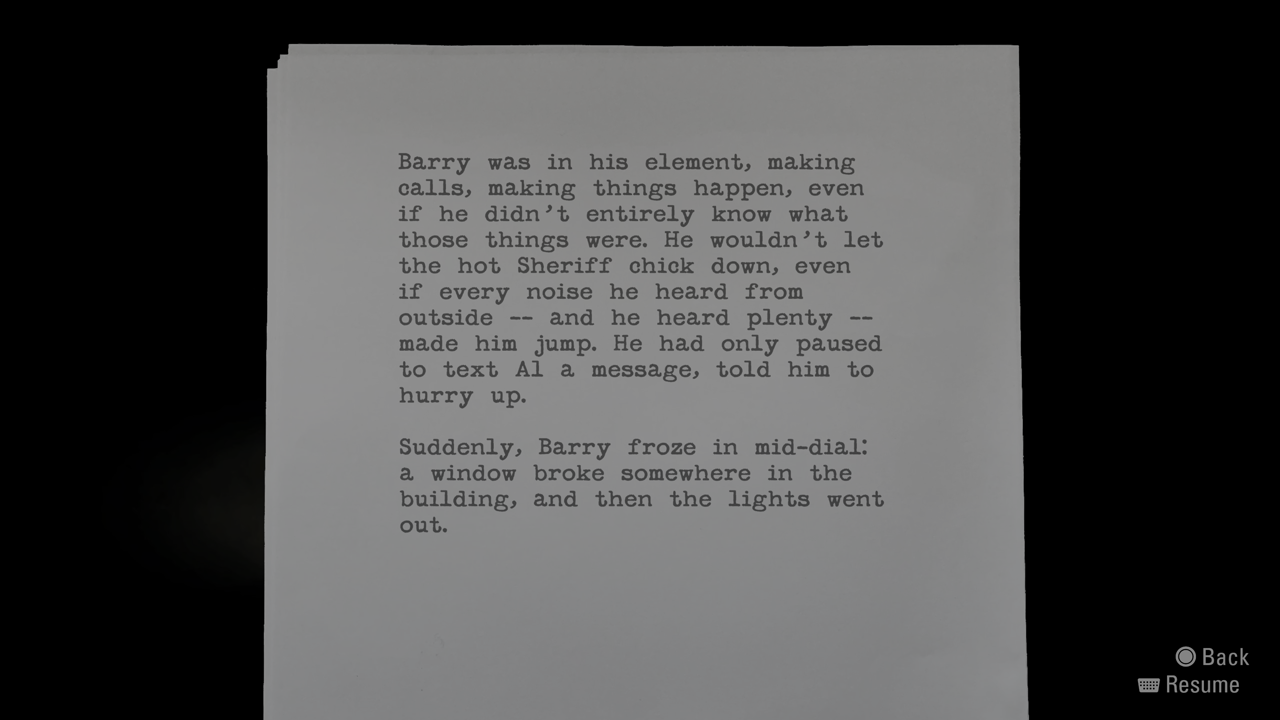 Barry was in his element, making
calls, making things happen, even
if he didn't entirely know what
those things were. He wouldn't let
the hot Sheriff chick down, even
if every noise he heard from
outside -- and he heard plenty --
made him jump. He had only paused
to text Al a message, told him to
hurry up.
Suddenly, Barry froze in mid-dial:
a window broke somewhere in the
building, and then the lights went
out.
Back
Resume